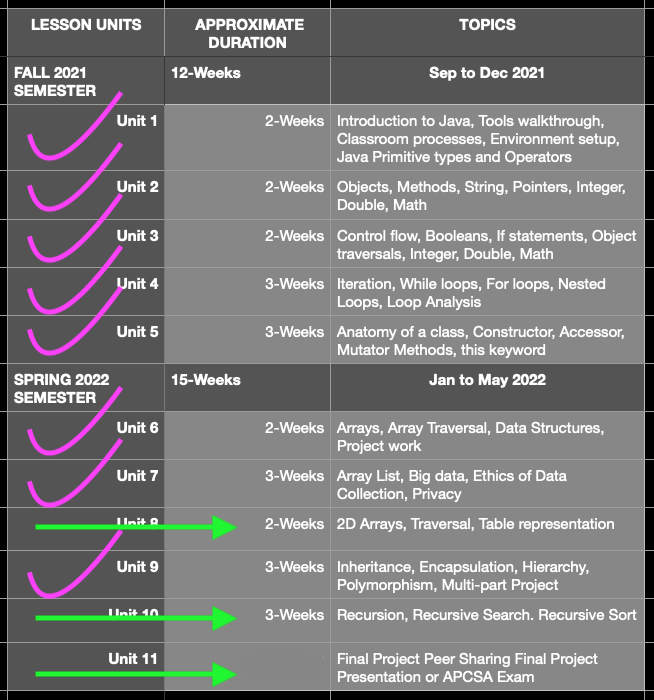 LESSON UNITS
APPROXIMATE
DURATION
TOPICS
FALL 2021
SEMESTER
12-Weeks
Sep to Dec 2021
Unit 1
2-Weeks
Introduction to Java, Tools walkthrough,
Classroom processes, Environment setup,
Java Primitive types and Operators
Unit 2
2-Weeks
Objects, Methods, String, Pointers, Integer,
Double, Math
Unit 3
2-Weeks
Control flow, Booleans, If statements, Object
traversals, Integer, Double, Math
Unit 4
3-Weeks
Iteration, While loops, For loops, Nested
Loops, Loop Analysis
Unit 5
3-Weeks
Anatomy of a class, Constructor, Accessor,
Mutator Methods, this keyword
SPRING 2022
SEMESTER
15-Weeks
Jan to May 2022
Unit 6
2-Weeks
Arrays, Array Traversal, Data Structures,
Project work
Unit 7
3-Weeks
Array List, Big data, Ethics of Data
Collection, Privacy
Unit 8
2-Weeks
2D Arrays, Traversal, Table representation
Unit 9
3-Weeks
Inheritance, Encapsulation, Hierarchy,
Polymorphism, Multi-part Project
Unit 10
3-Weeks
Recursion, Recursive Search. Recursive Sort
Unit 11
Final Project Peer Sharing Final Project
Presentation or APCSA Exam